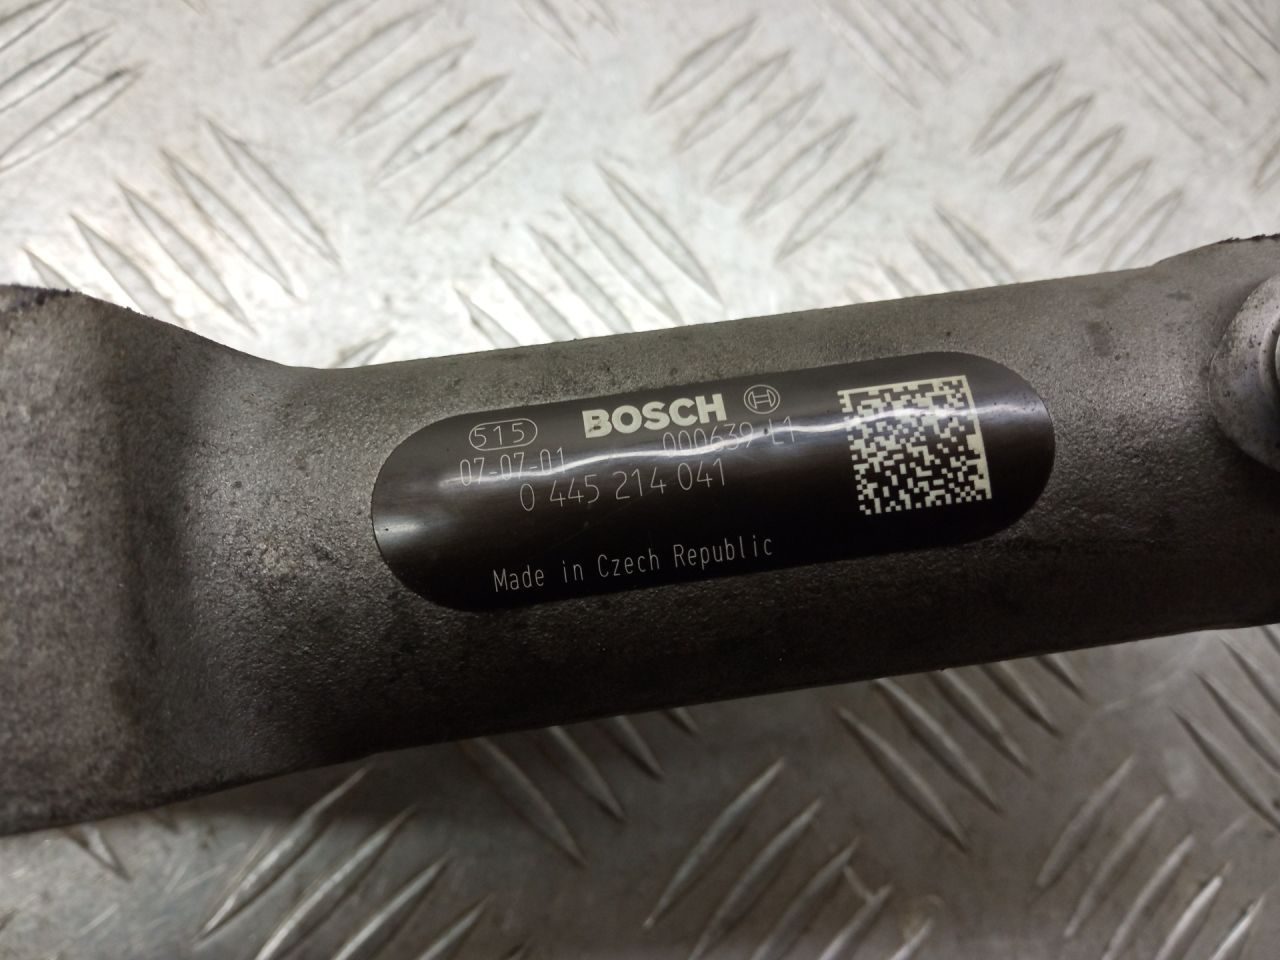 515 BOSCH
07-07-01 000639 L1
0 445 214 041
Made in Czech Republic